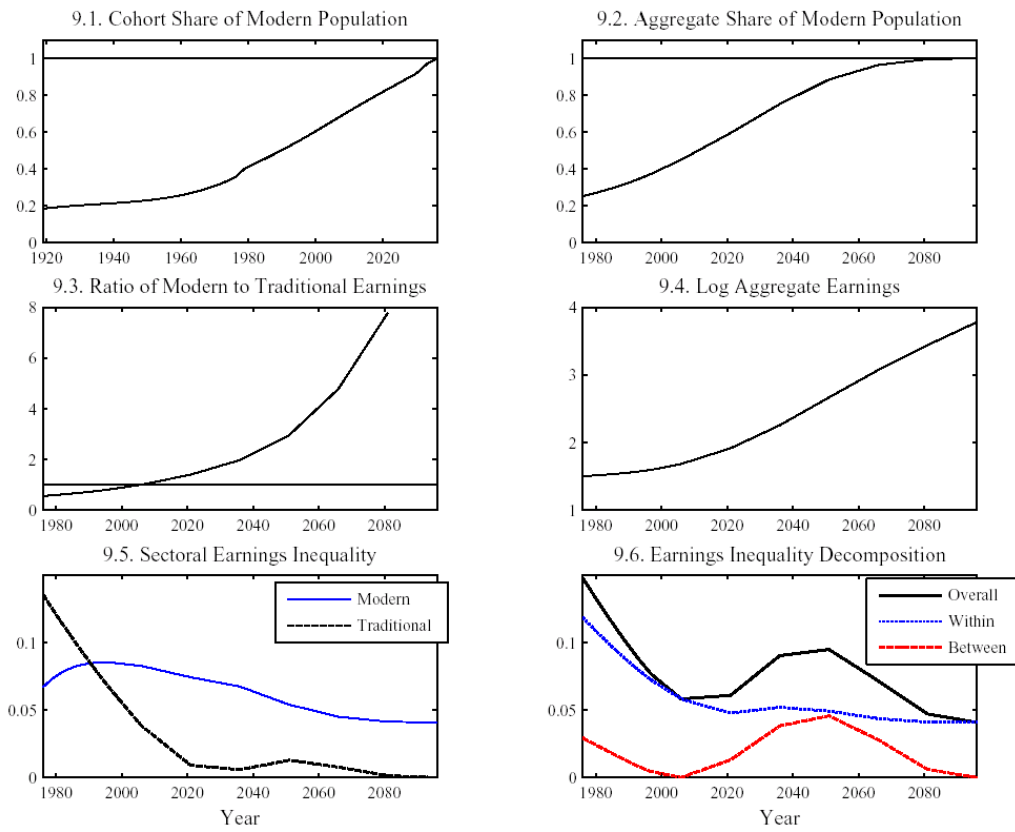 9.1. Cohort Share of Modern Population
1
0.8
0.6
0.4
0.2
0
1920 1940 1960 1980 2000 2020
9.2. Aggregate Share of Modern Population
1
0.8
0.6
0.4
0.2
0
1980 2000 2020 2040 2060 2080
9.3. Ratio of Modern to Traditional Earnings
8
6
4
2
0
1980 2000 2020 2040 2060 2080
9.4. Log Aggregate Earnings
4
3
2
1
1980 2000 2020 2040 2060 2080
9.5. Sectoral Earnings Inequality
Modern
Traditional
0.1
0.05
0
1980 2000 2020 2040 2060 2080
Year
9.6. Earnings Inequality Decomposition
Overall
Within
Between
0.1
0.05
0
1980 2000 2020 2040 2060 2080
Year